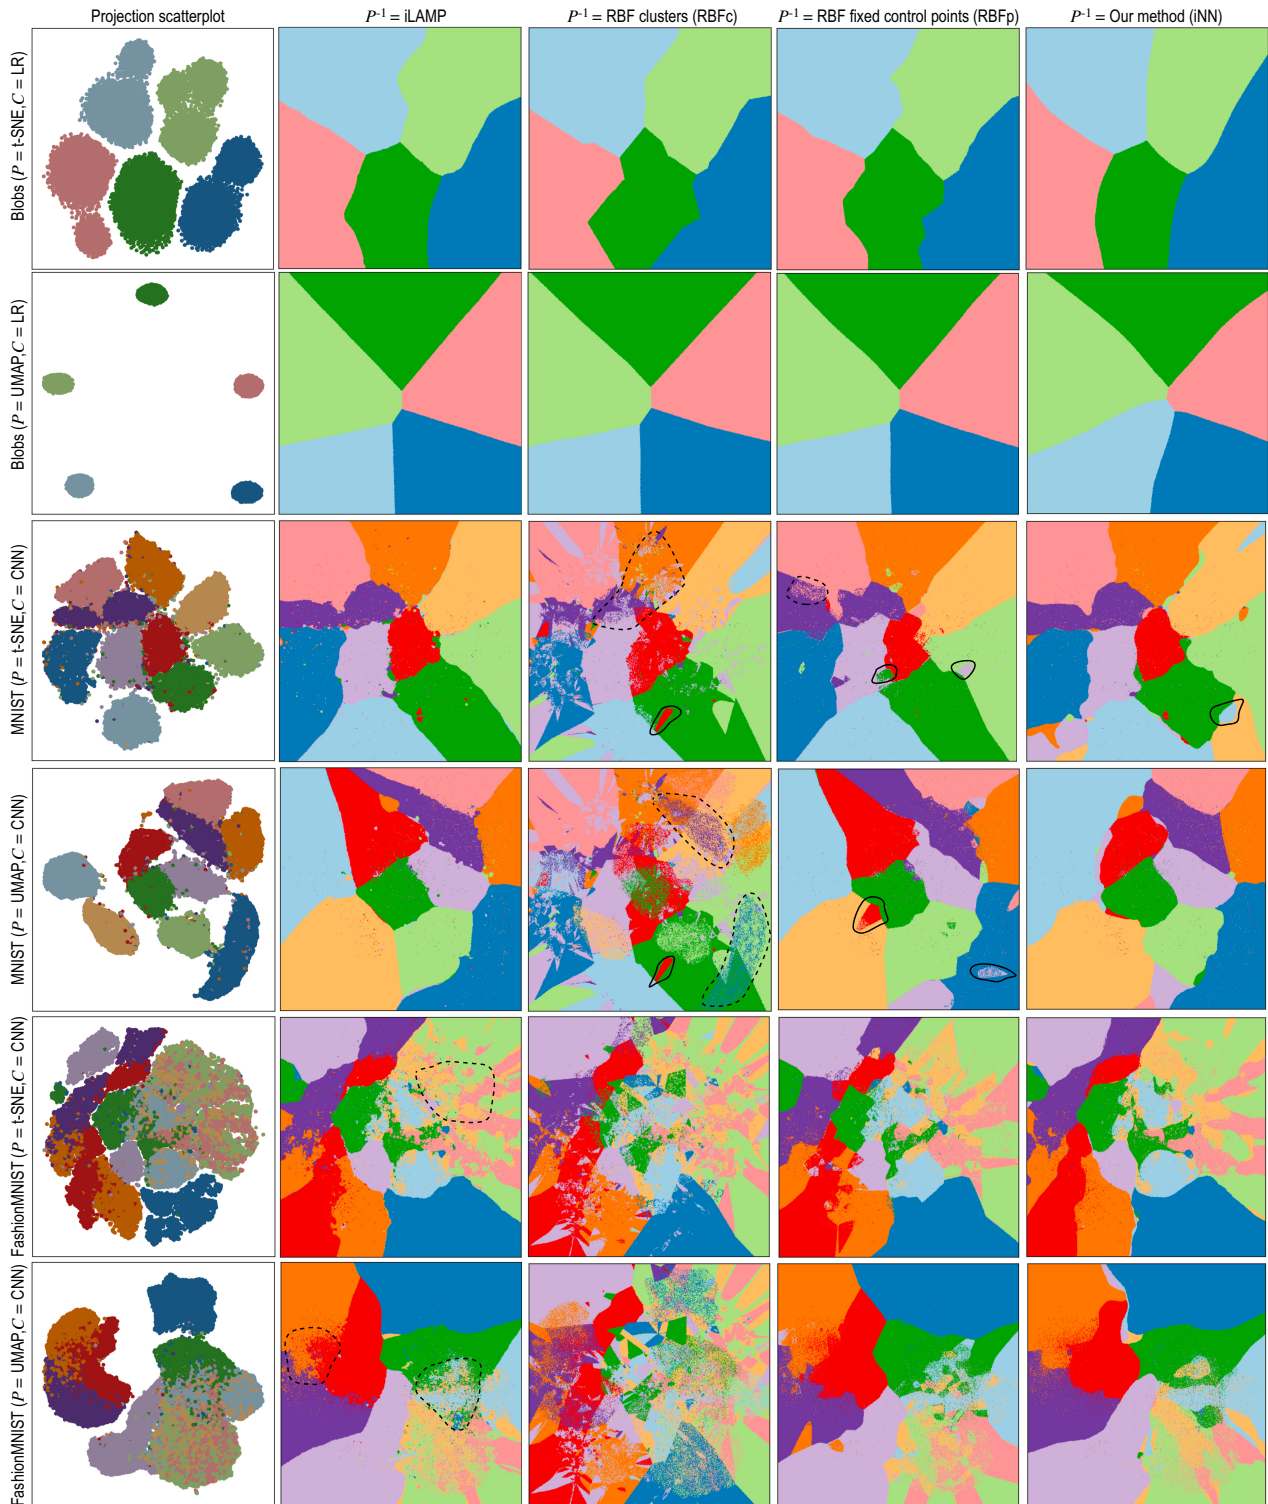 Projection scatterplot
P⁻¹ = iLAMP
P⁻¹ = RBF clusters (RBFc)
P⁻¹ = RBF fixed control points (RBFp)
P⁻¹ = Our method (iNN)
Blobs (P = t-SNE,C = LR)
Blobs (P = UMAP,C = LR)
MNIST (P = t-SNE,C = CNN)
MNIST (P = UMAP,C = CNN)
FashionMNIST (P = t-SNE,C = CNN)
FashionMNIST (P = UMAP,C = CNN)